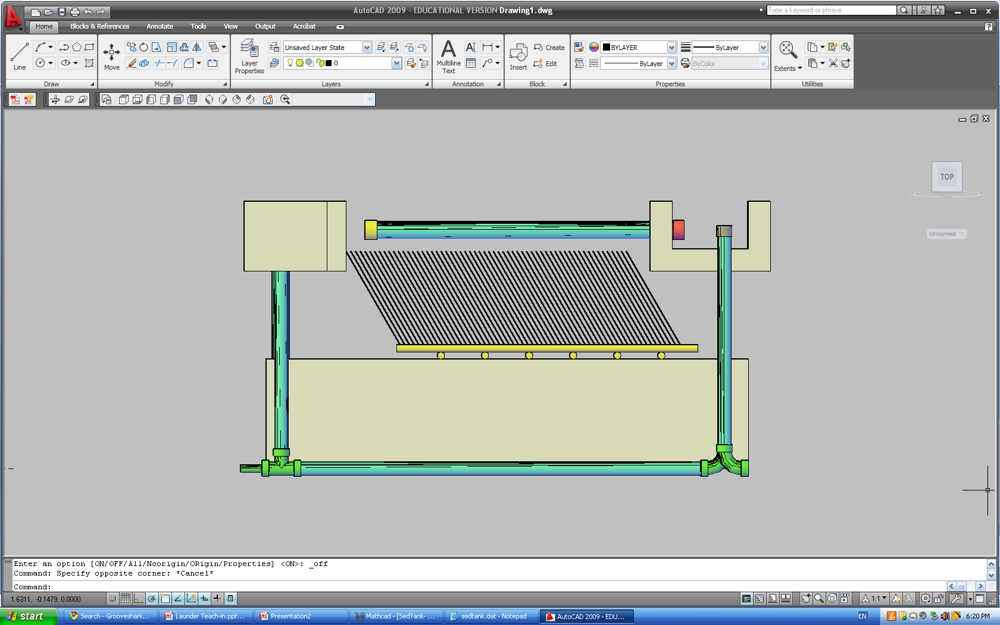 AutoCAD 2009 - EDUCATIONAL VERSION Drawing1.dwg
Type a keyword or phrase
Home Blocks & References Annotate Tools View Output Acrobat
Line
Move
Layer
Properties
Unsaved Layer State
0
Multiline
Text
Insert
Create
Edit
BYLAYER
ByLayer
ByLayer
ByColor
Extents
Draw Modify Layers Annotation Block Properties Utilities
TOP
Unnamed
Enter an option [ON/OFF/All/Noorigin/ORigin/Properties] <ON>: _off
Command: Specify opposite corner: *Cancel*
Command:
1.6311, -0.1479, 0.0000
1:1
start
Search - Grooveshark...
Launder Teach-in.ppt...
Presentation2
Mathcad - [SedTank- ...
sedtank.dat - Notepad
AutoCAD 2009 - EDU...
EN
6:20 PM